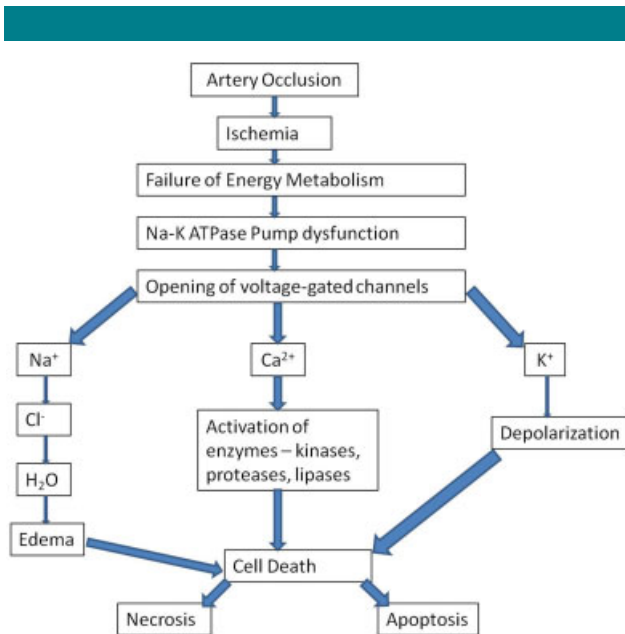 Artery Occlusion
Ischemia
Failure of Energy Metabolism
Na-K ATPase Pump dysfunction
Opening of voltage-gated channels
Na⁺
Ca²⁺
K⁺
Cl⁻
Activation of
enzymes – kinases,
proteases, lipases
Depolarization
H₂O
Edema
Cell Death
Necrosis
Apoptosis